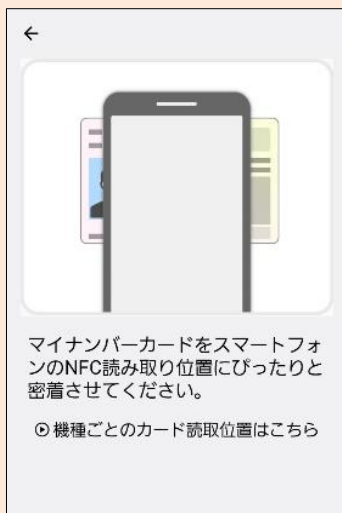 マイナンバーカードをスマートフォ
ンのNFC読み取り位置にぴったりと
密着させてください。
機種ごとのカード読取位置はこちら